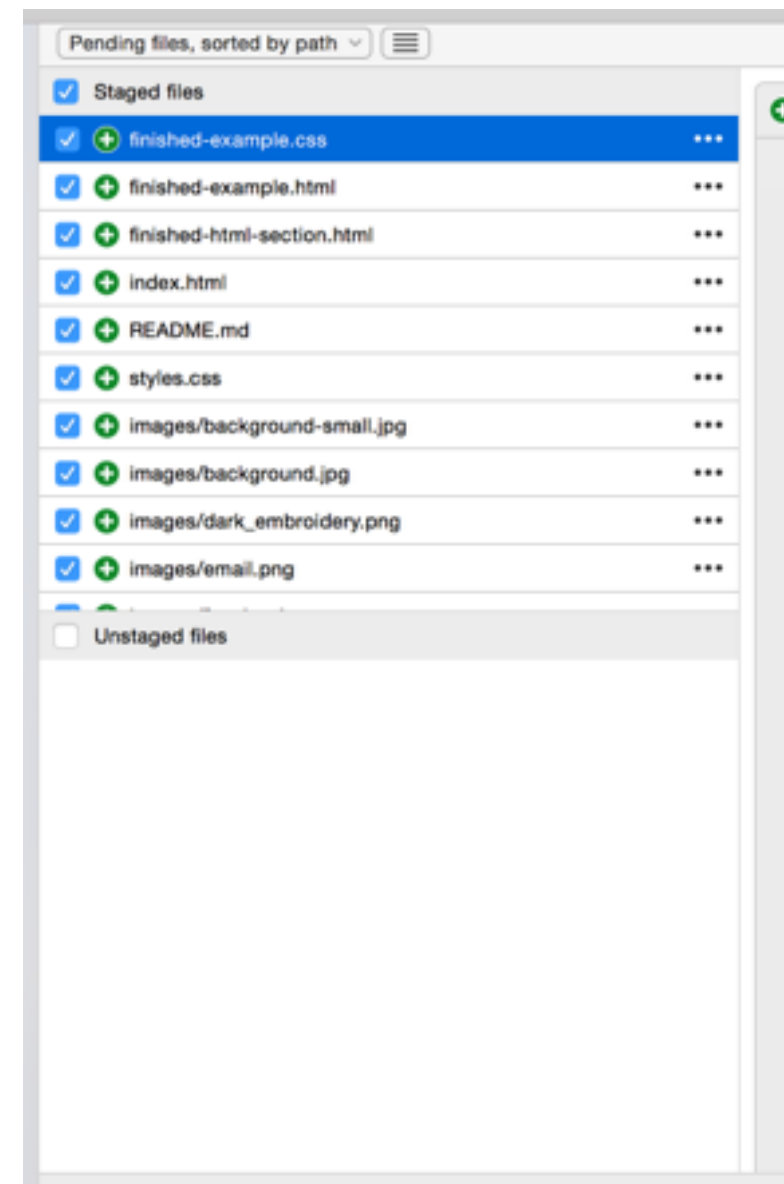 Pending files, sorted by path
Staged files
finished-example.css
finished-example.html
finished-html-section.html
index.html
README.md
styles.css
images/background-small.jpg
images/background.jpg
images/dark_embroidery.png
images/email.png
Unstaged files